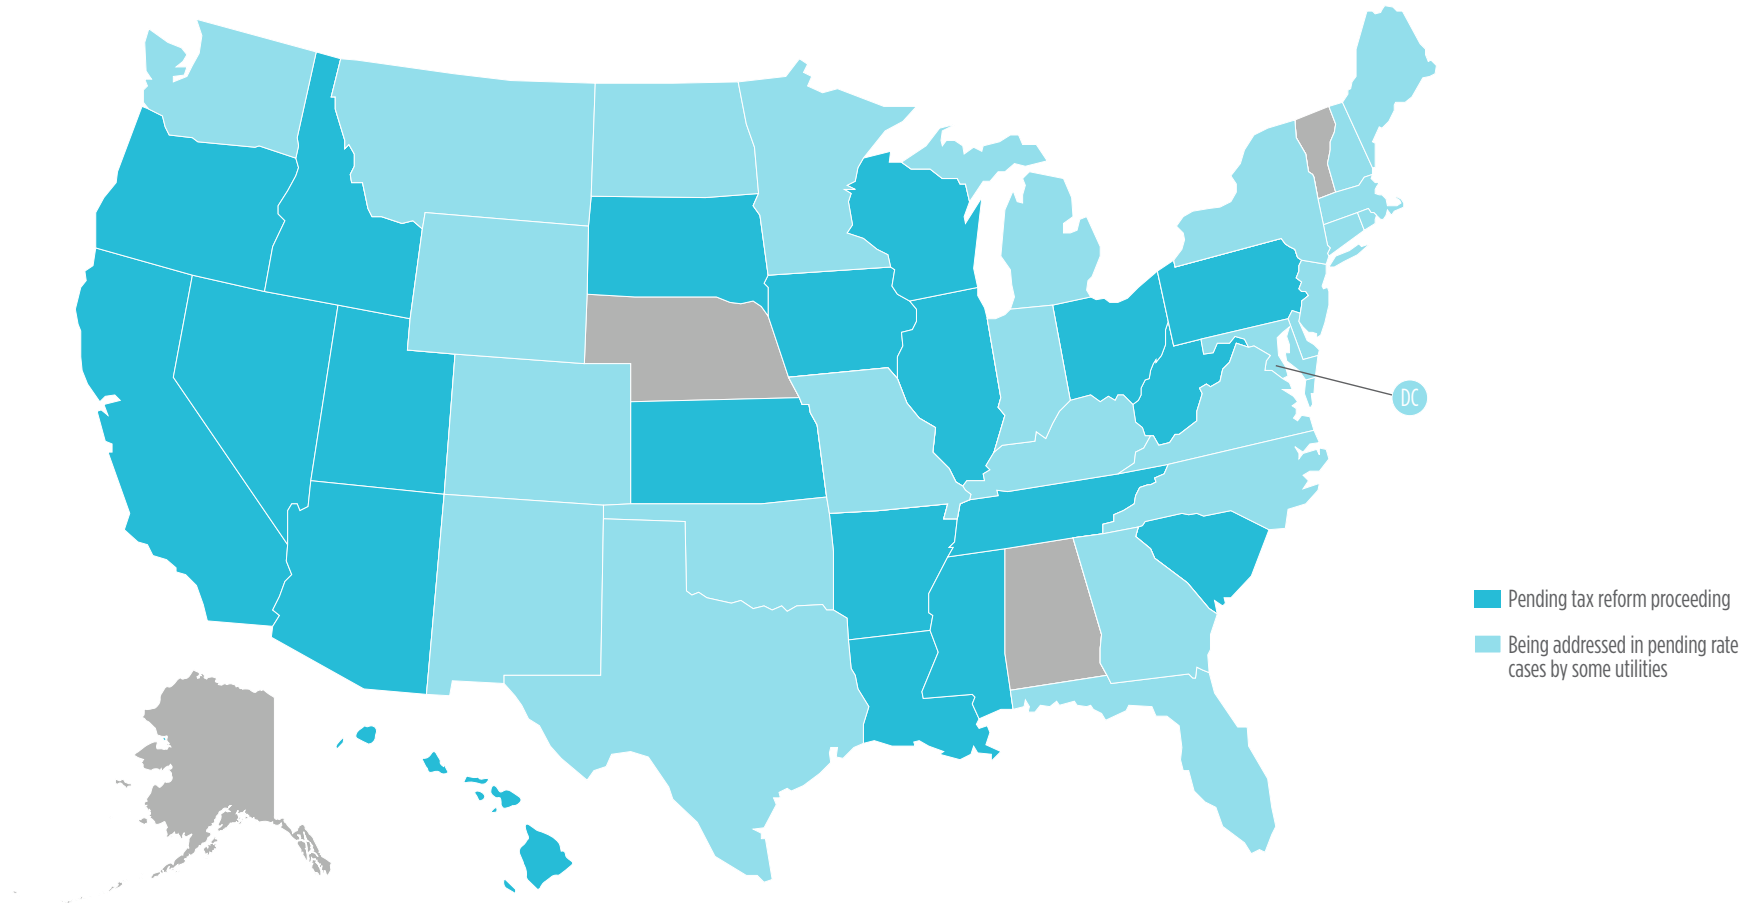 DC
Pending tax reform proceeding
Being addressed in pending rate
cases by some utilities